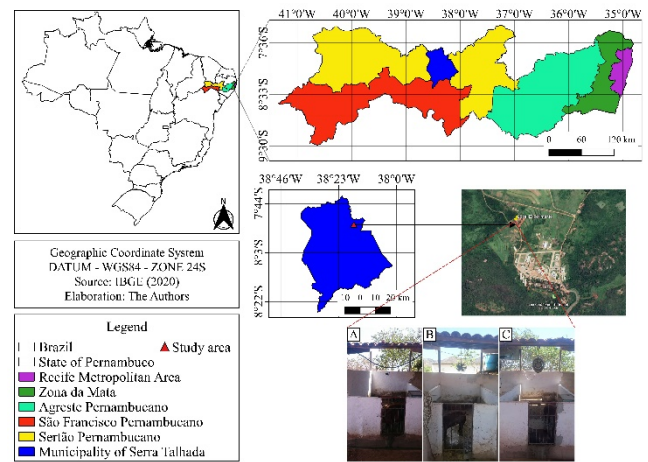 41°0'W 40°0'W 39°0'W 38°0'W 37°0'W 36°0'W 35°0'W
7°36'S
8°33'S
9°30'S
0 60 120 km
N
38°46'W 38°23'W 38°0'W
7°44'S
8°3'S
8°22'S
10 0 10 20 km
Geographic Coordinate System
DATUM - WGS84 - ZONE 24S
Source: IBGE (2020)
Elaboration: The Authors
Legend
Brazil
Study area
State of Pernambuco
Recife Metropolitan Area
Zona da Mata
Agreste Pernambucano
São Francisco Pernambucano
Sertão Pernambucano
Municipality of Serra Talhada
A B C